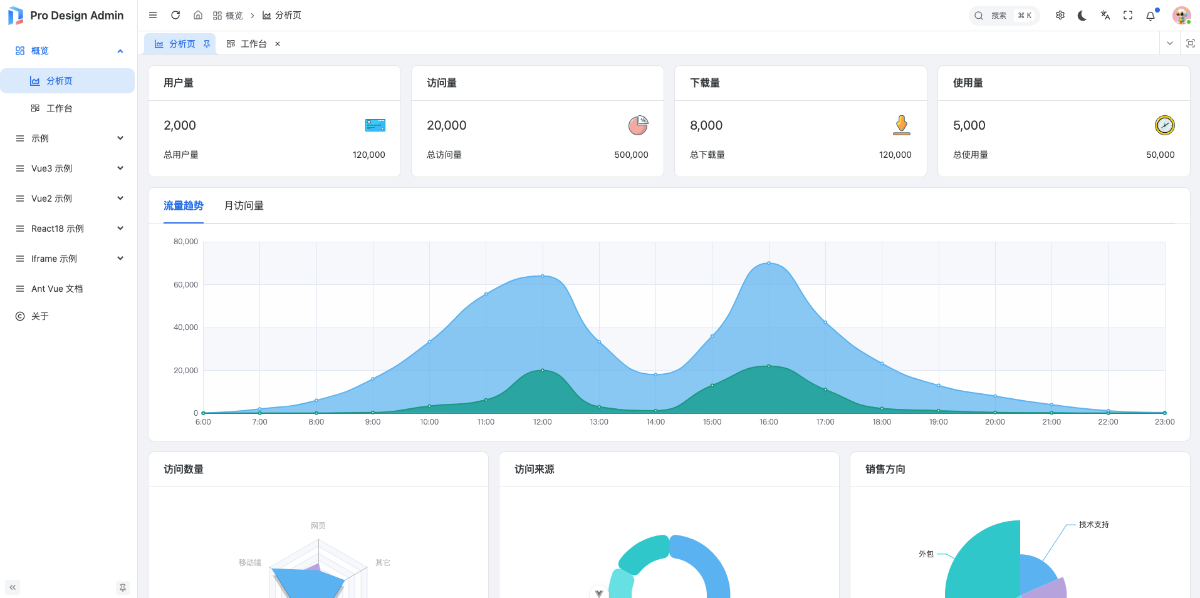 Pro Design Admin
概览
分析页
搜索
⌘ K
概览
分析页
工作台
示例
Vue3 示例
Vue2 示例
React18 示例
Iframe 示例
Ant Vue 文档
关于
分析页
工作台
用户量
2,000
总用户量
120,000
访问量
20,000
总访问量
500,000
下载量
8,000
总下载量
120,000
使用量
5,000
总使用量
50,000
流量趋势
月访问量
80,000
60,000
40,000
20,000
0
6:00 7:00 8:00 9:00 10:00 11:00 12:00 13:00 14:00 15:00 16:00 17:00 18:00 19:00 20:00 21:00 22:00 23:00
访问数量
网页
移动端
其它
访问来源
销售方向
技术支持
外包